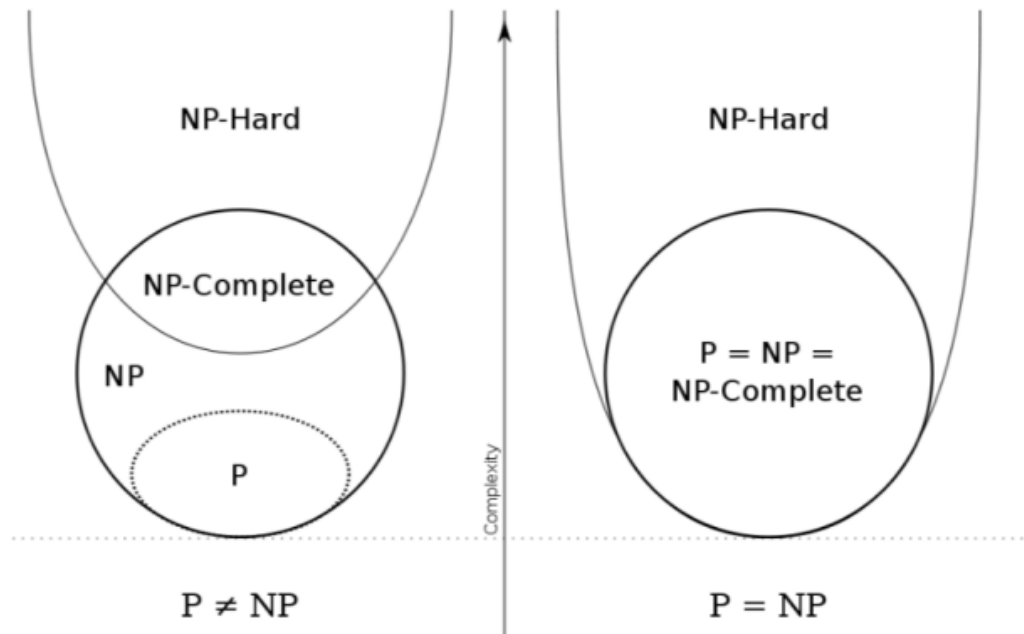 NP-Hard
NP-Complete
NP
P
P ≠ NP
Complexity
NP-Hard
P = NP =
NP-Complete
P = NP